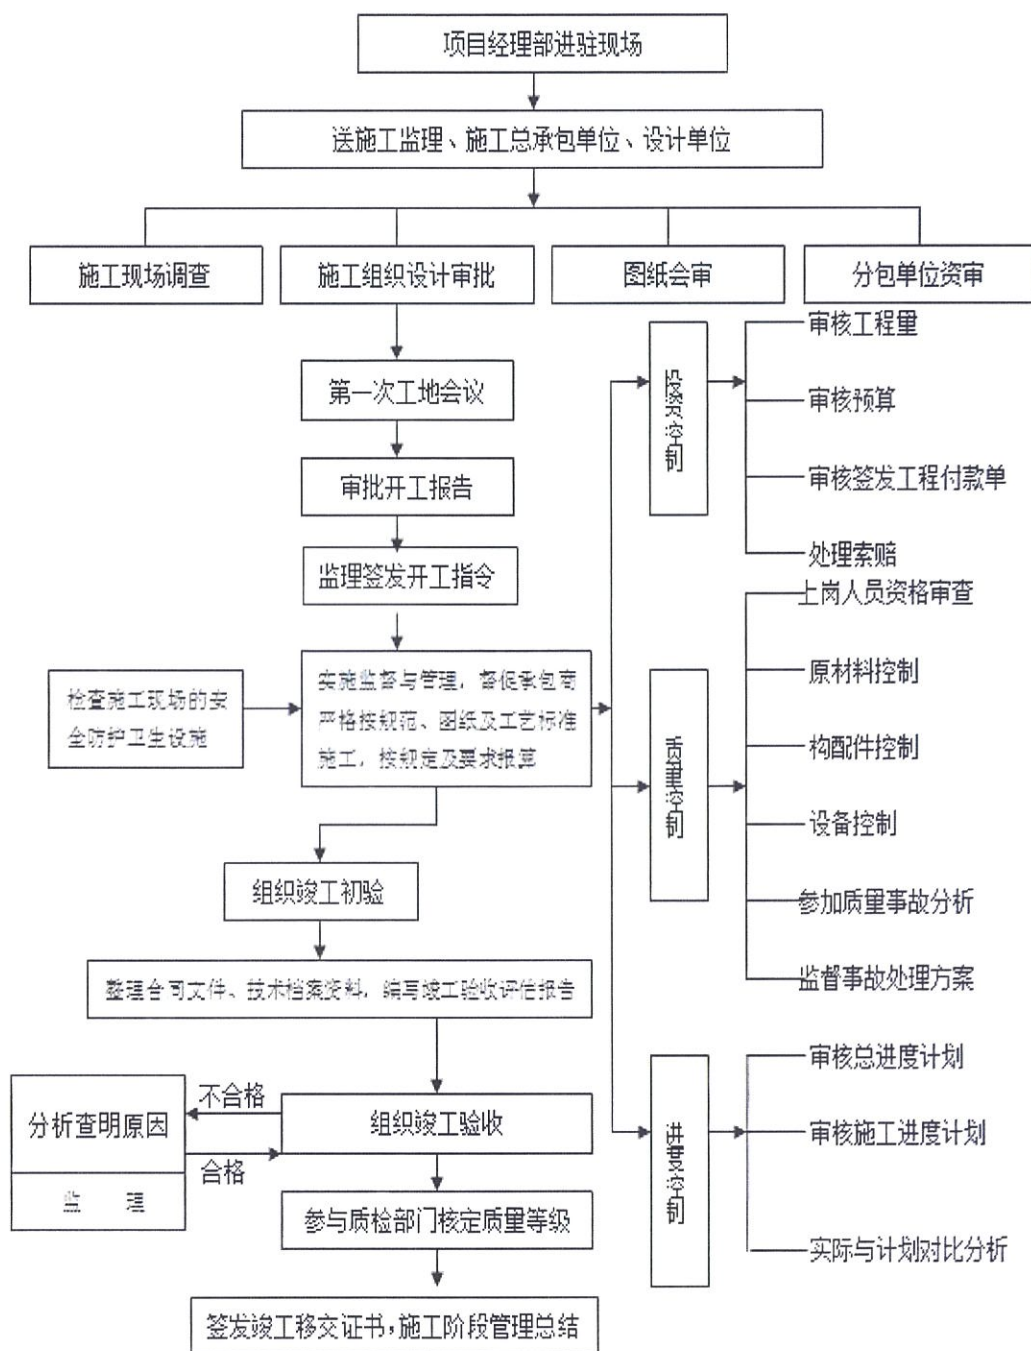 项目经理部进驻现场
送施工监理、施工总承包单位、设计单位
施工现场调查
施工组织设计审批
图纸会审
分包单位资审
第一次工地会议
审批开工报告
监理签发开工指令
检查施工现场的安
全防护卫生设施
实施监督与管理，督促承包商
严格按规范、图纸及工艺标准
施工，按规定及要求报算
组织竣工初验
整理合同文件、技术档案资料，编写竣工验收评估报告
不合格
分析查明原因
合格
监 理
组织竣工验收
参与质检部门核定质量等级
签发竣工移交证书，施工阶段管理总结
投资控制
审核工程量
审核预算
审核签发工程付款单
处理索赔
质量控制
上岗人员资格审查
原材料控制
构配件控制
设备控制
参加质量事故分析
监督事故处理方案
进度控制
审核总进度计划
审核施工进度计划
实际与计划对比分析